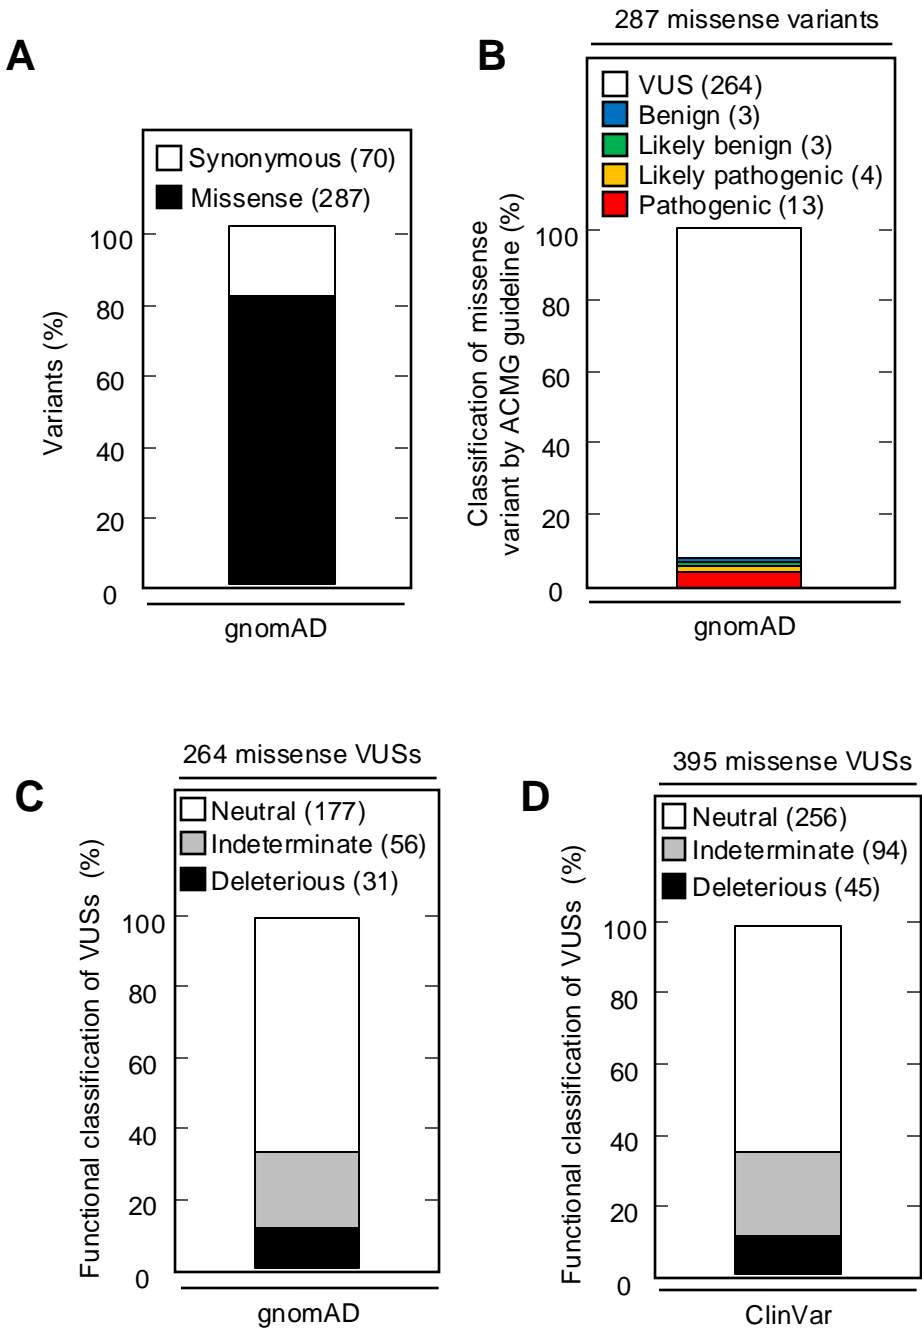 A
Synonymous (70)
Missense (287)
Variants (%)
100
80
60
40
20
0
gnomAD
B
287 missense variants
VUS (264)
Benign (3)
Likely benign (3)
Likely pathogenic (4)
Pathogenic (13)
Classification of missense
variant by ACMG guideline (%)
100
80
60
40
20
0
gnomAD
C
264 missense VUSs
Neutral (177)
Indeterminate (56)
Deleterious (31)
Functional classification of VUSs (%)
100
80
60
40
20
0
gnomAD
D
395 missense VUSs
Neutral (256)
Indeterminate (94)
Deleterious (45)
Functional classification of VUSs (%)
100
80
60
40
20
0
ClinVar